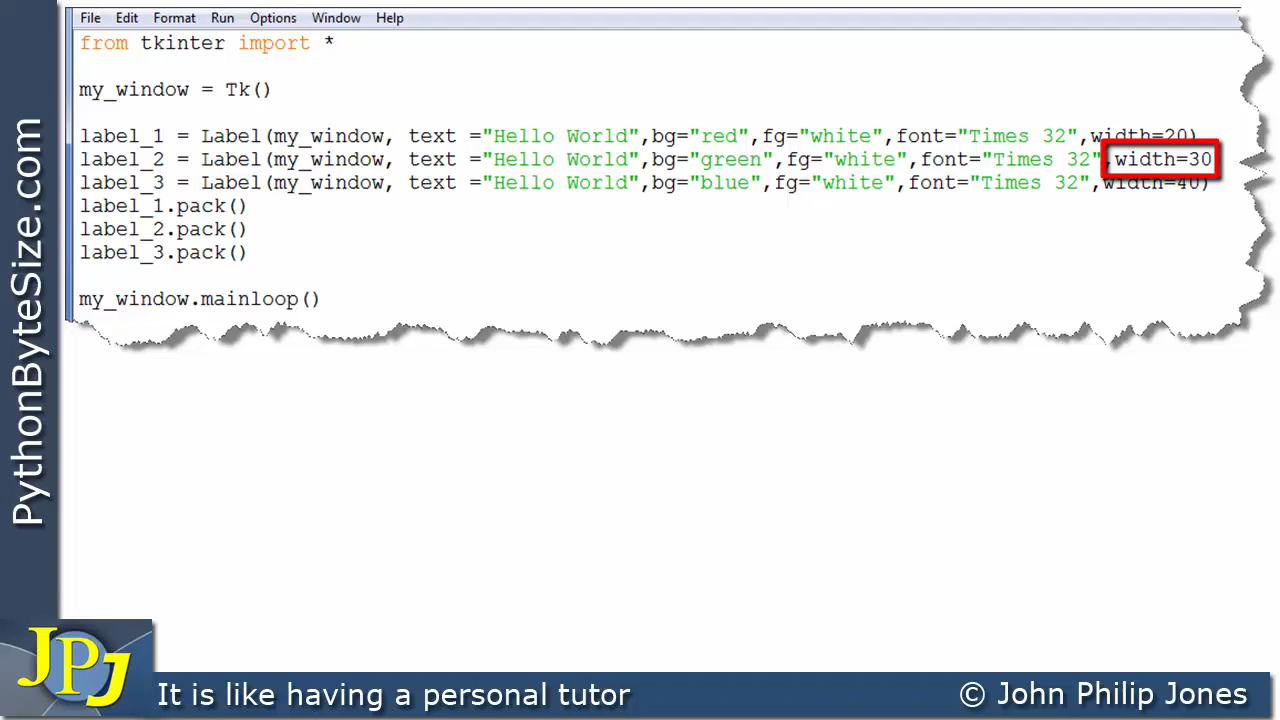 File Edit Format Run Options Window Help
from tkinter import *
my_window = Tk()
label_1 = Label(my_window, text ="Hello World",bg="red",fg="white",font="Times 32",width=20)
label_2 = Label(my_window, text ="Hello World",bg="green",fg="white",font="Times 32",width=30
label_3 = Label(my_window, text ="Hello World",bg="blue",fg="white",font="Times 32",width=40)
label_1.pack()
label_2.pack()
label_3.pack()
my_window.mainloop()
PythonByteSize.com
JPJ
It is like having a personal tutor
© John Philip Jones